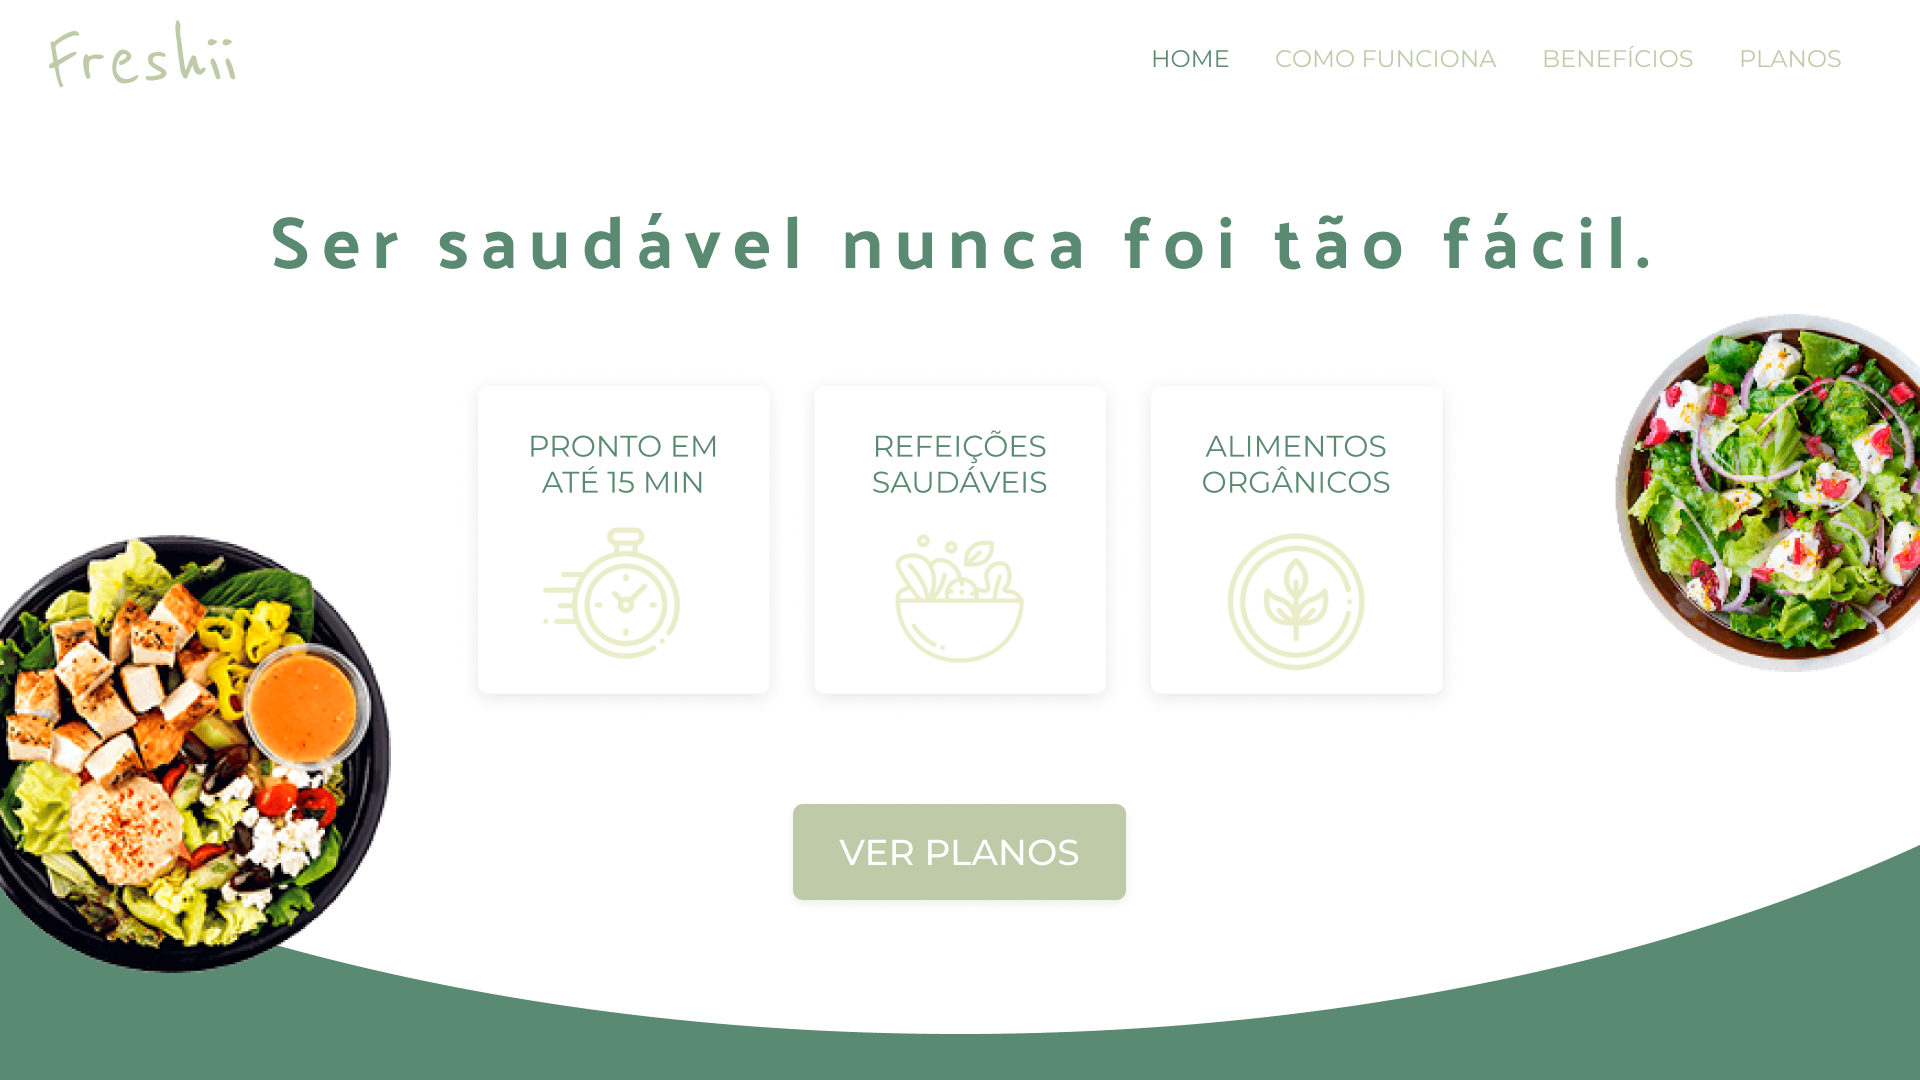 Freshii
HOME COMO FUNCIONA BENEFÍCIOS PLANOS
Ser saudável nunca foi tão fácil.
PRONTO EM
ATÉ 15 MIN
REFEIÇÕES
SAUDÁVEIS
ALIMENTOS
ORGÂNICOS
VER PLANOS